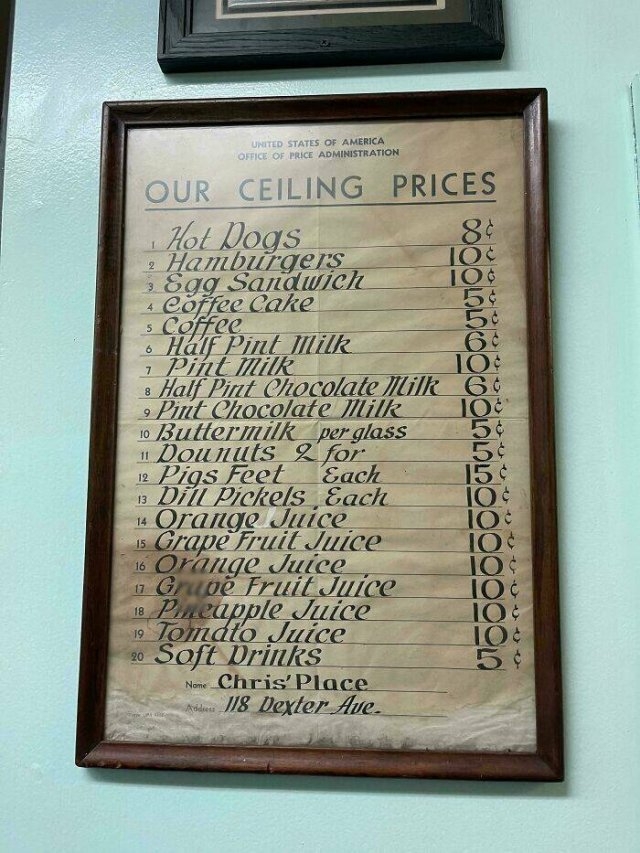 UNITED STATES OF AMERICA
OFFICE OF PRICE ADMINISTRATION
OUR CEILING PRICES
1 Hot Dogs 8¢
2 Hamburgers 10¢
3 Egg Sandwich 10¢
4 Coffee Cake 5¢
5 Coffee 5¢
6 Half Pint Milk 6¢
7 Pint Milk 10¢
8 Half Pint Chocolate Milk 6¢
9 Pint Chocolate Milk 10¢
10 Buttermilk per glass 5¢
11 Dounuts 2 for 5¢
12 Pigs Feet Each 15¢
13 Dill Pickels Each 10¢
14 Orange Juice 10¢
15 Grape Fruit Juice 10¢
16 Orange Juice 10¢
17 Grape Fruit Juice 10¢
18 Pineapple Juice 10¢
19 Tomato Juice 10¢
20 Soft Drinks 5¢
Name Chris' Place
Address 118 Dexter Ave.